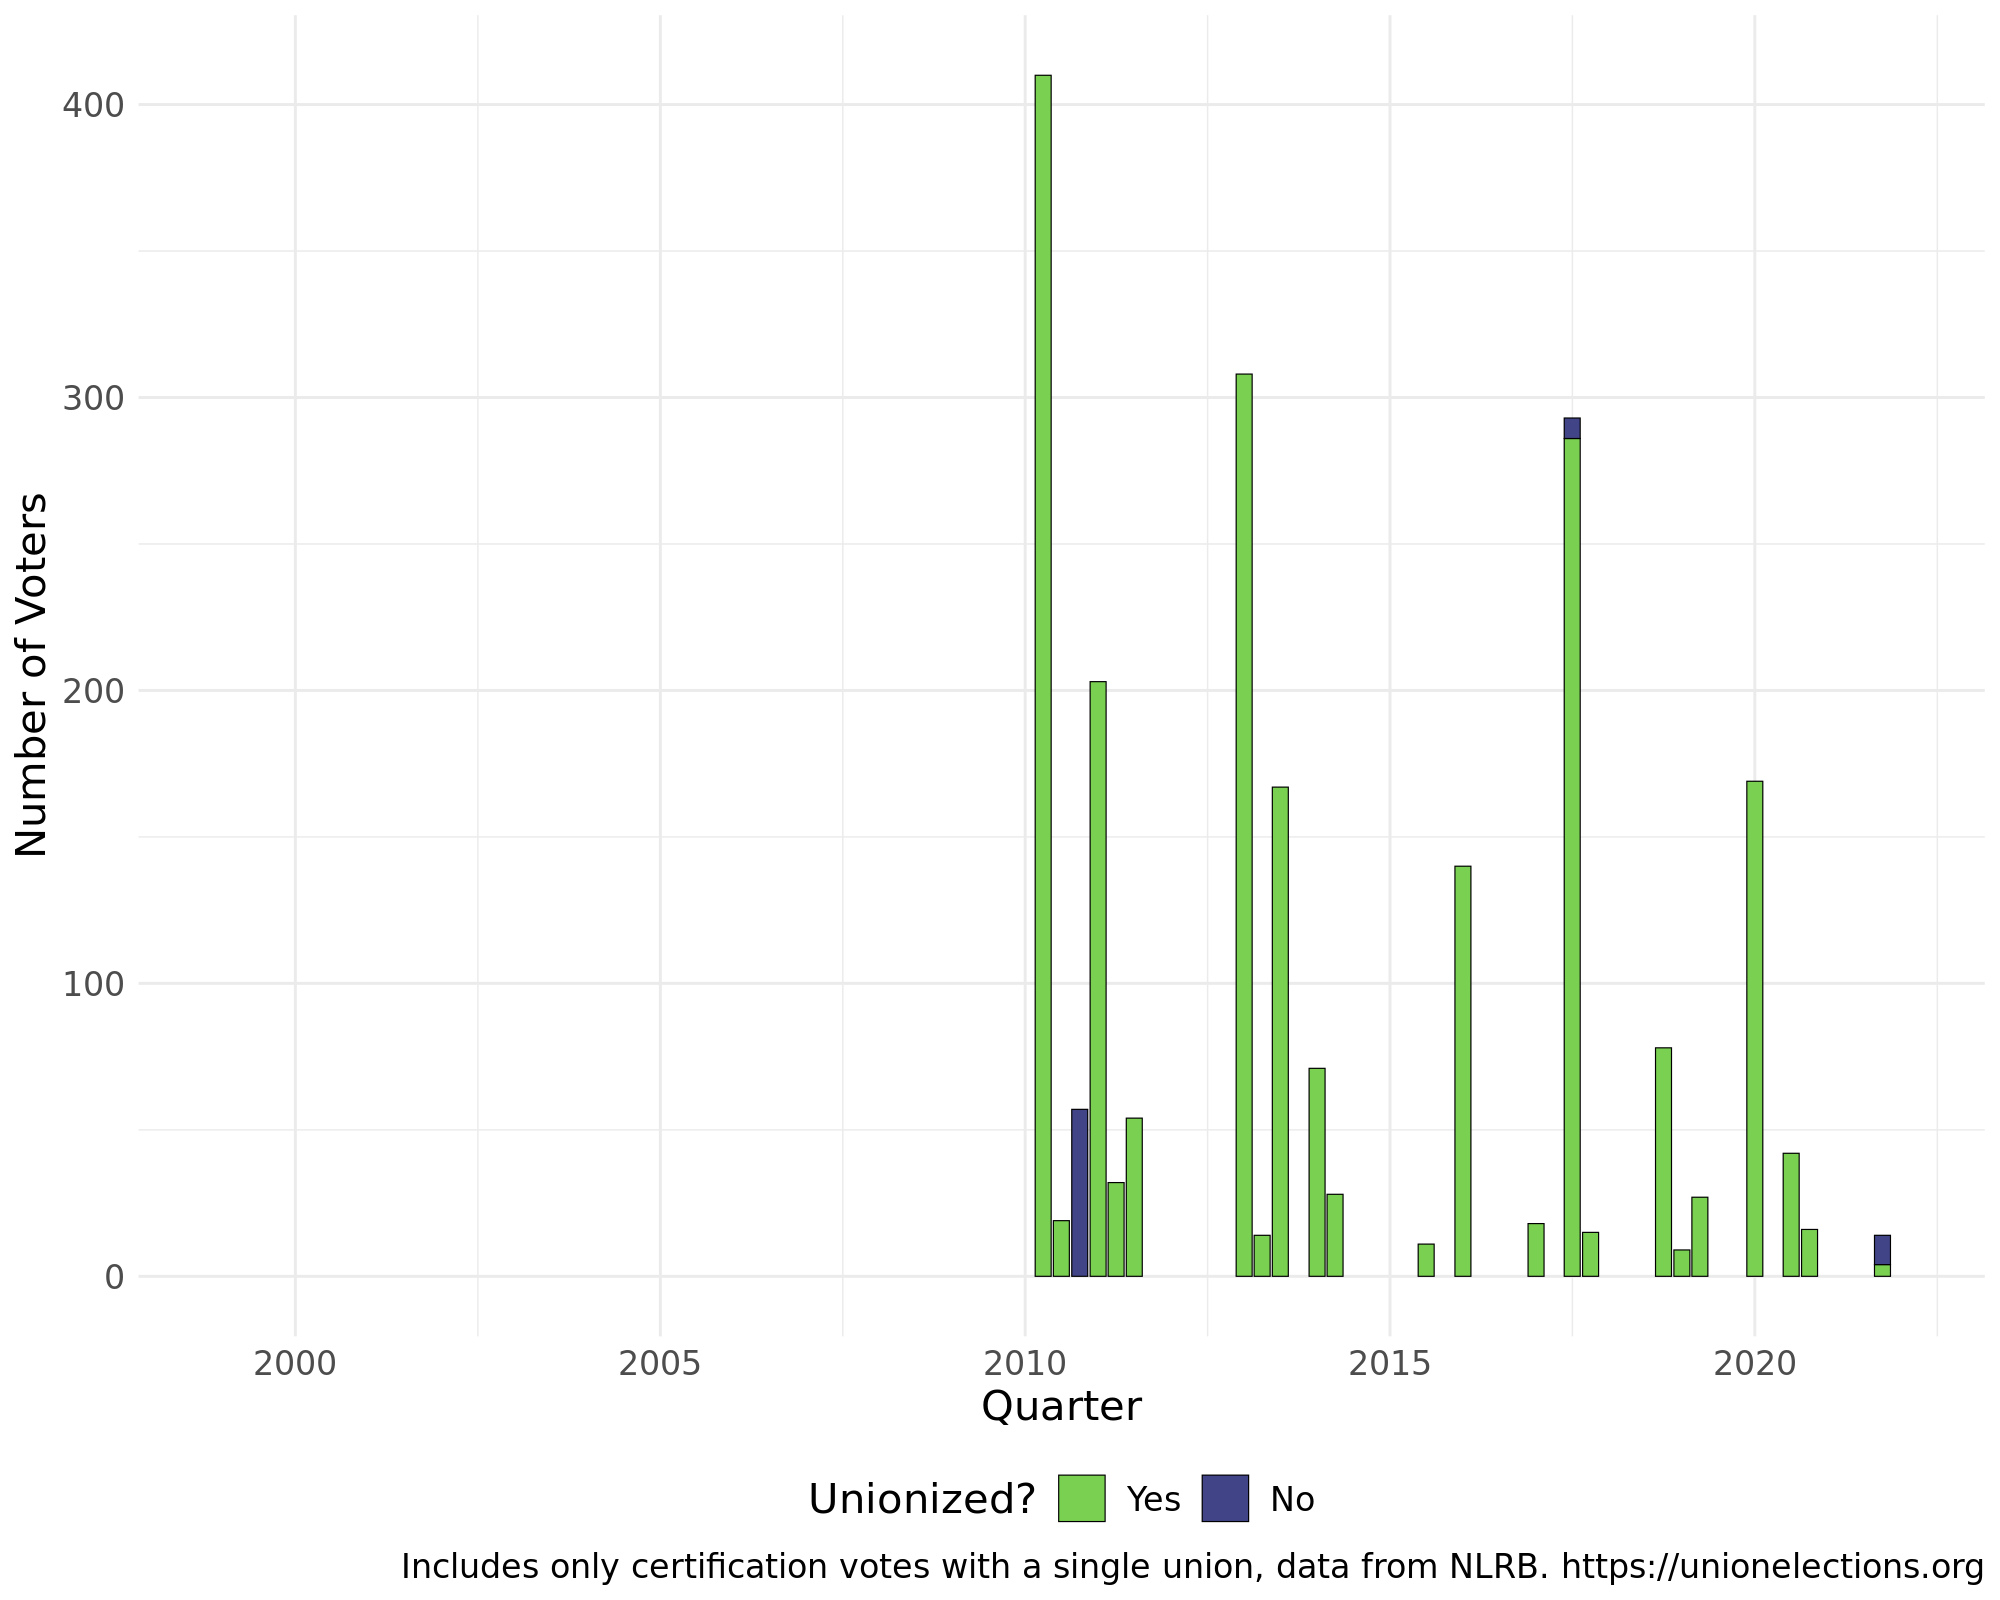 400
300
200
100
0
Number of Voters
2000 2005 2010 2015 2020
Quarter
Unionized? Yes No
Includes only certification votes with a single union, data from NLRB. https://unionelections.org